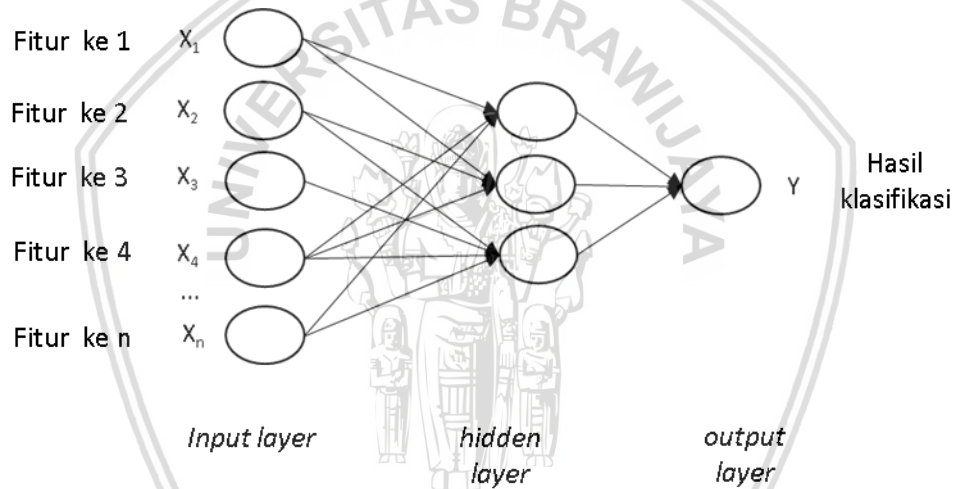 UNIVERSITAS BRAWIJAYA
Fitur ke 1 X₁
Fitur ke 2 X₂
Fitur ke 3 X₃
Fitur ke 4 X₄
...
Fitur ke n Xₙ
Y
Hasil
klasifikasi
Input layer
hidden
layer
output
layer